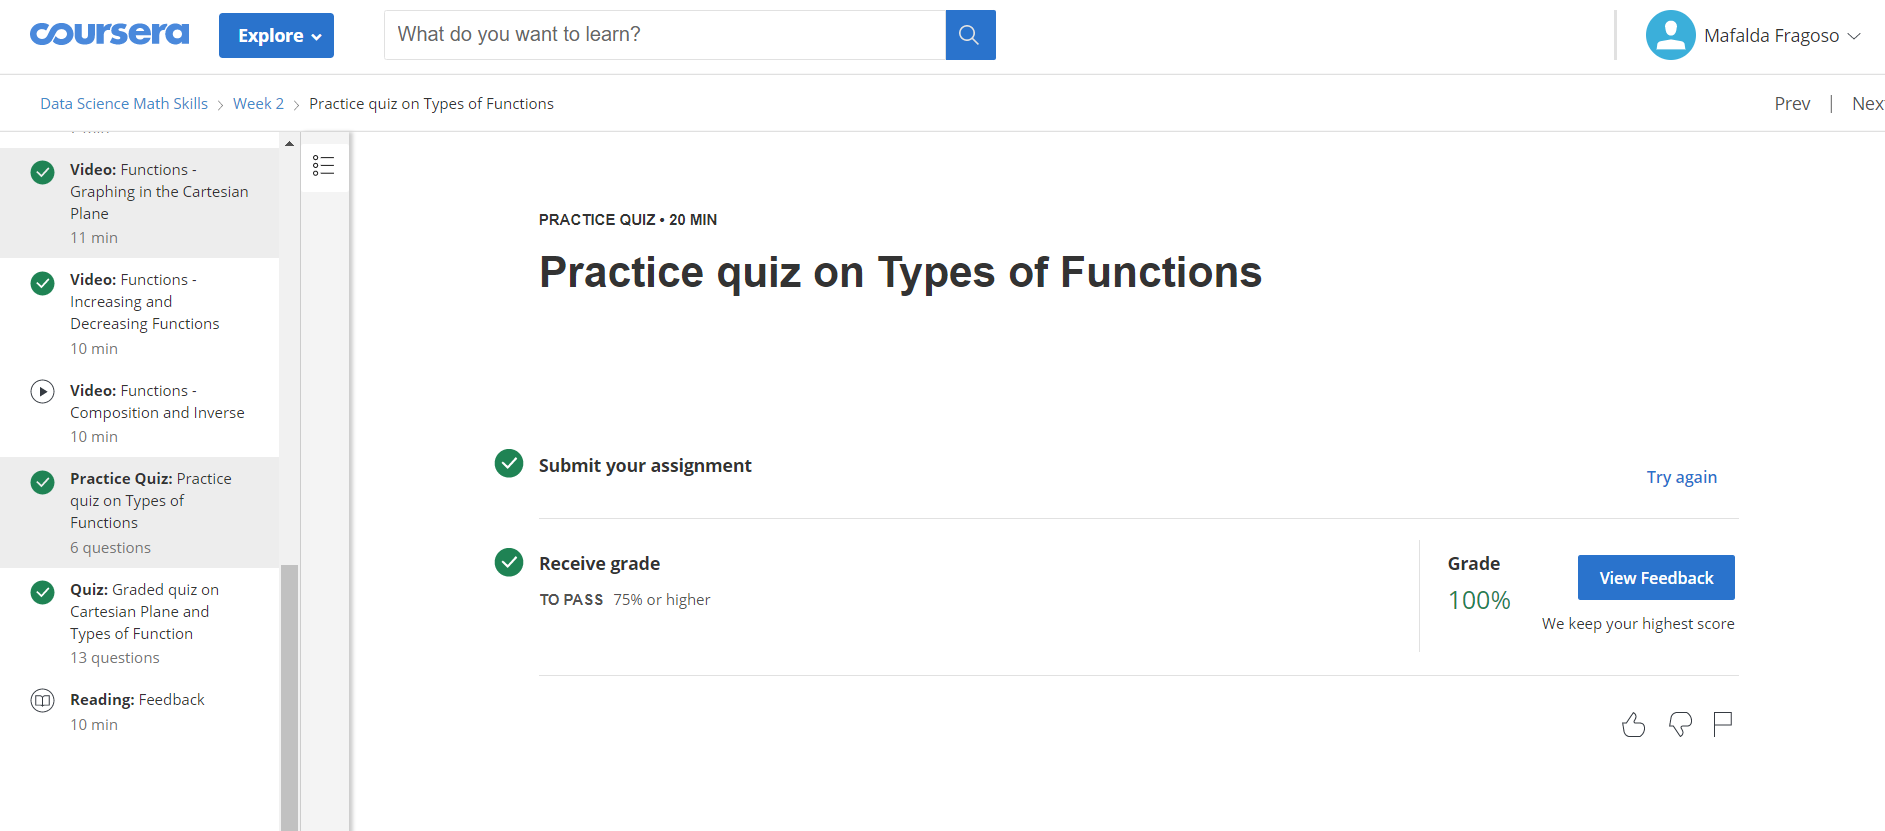 coursera
Explore
What do you want to learn?
Mafalda Fragoso
Data Science Math Skills > Week 2 > Practice quiz on Types of Functions
Prev | Nex
Video: Functions -
Graphing in the Cartesian
Plane
11 min
Video: Functions -
Increasing and
Decreasing Functions
10 min
Video: Functions -
Composition and Inverse
10 min
Practice Quiz: Practice
quiz on Types of
Functions
6 questions
Quiz: Graded quiz on
Cartesian Plane and
Types of Function
13 questions
Reading: Feedback
10 min
PRACTICE QUIZ • 20 MIN
Practice quiz on Types of Functions
Submit your assignment
Try again
Receive grade
TO PASS 75% or higher
Grade
100%
View Feedback
We keep your highest score